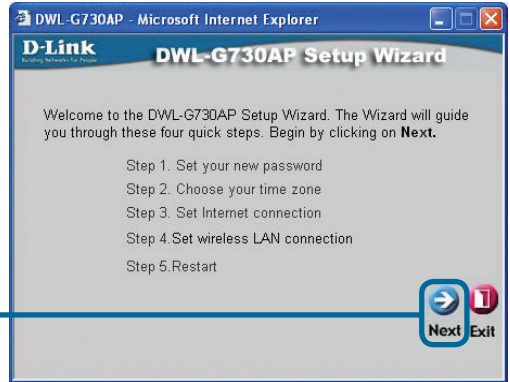 DWL-G730AP - Microsoft Internet Explorer
D-Link
Building Networks for People
DWL-G730AP Setup Wizard
Welcome to the DWL-G730AP Setup Wizard. The Wizard will guide
you through these four quick steps. Begin by clicking on Next.
Step 1. Set your new password
Step 2. Choose your time zone
Step 3. Set Internet connection
Step 4.Set wireless LAN connection
Step 5.Restart
Next Exit